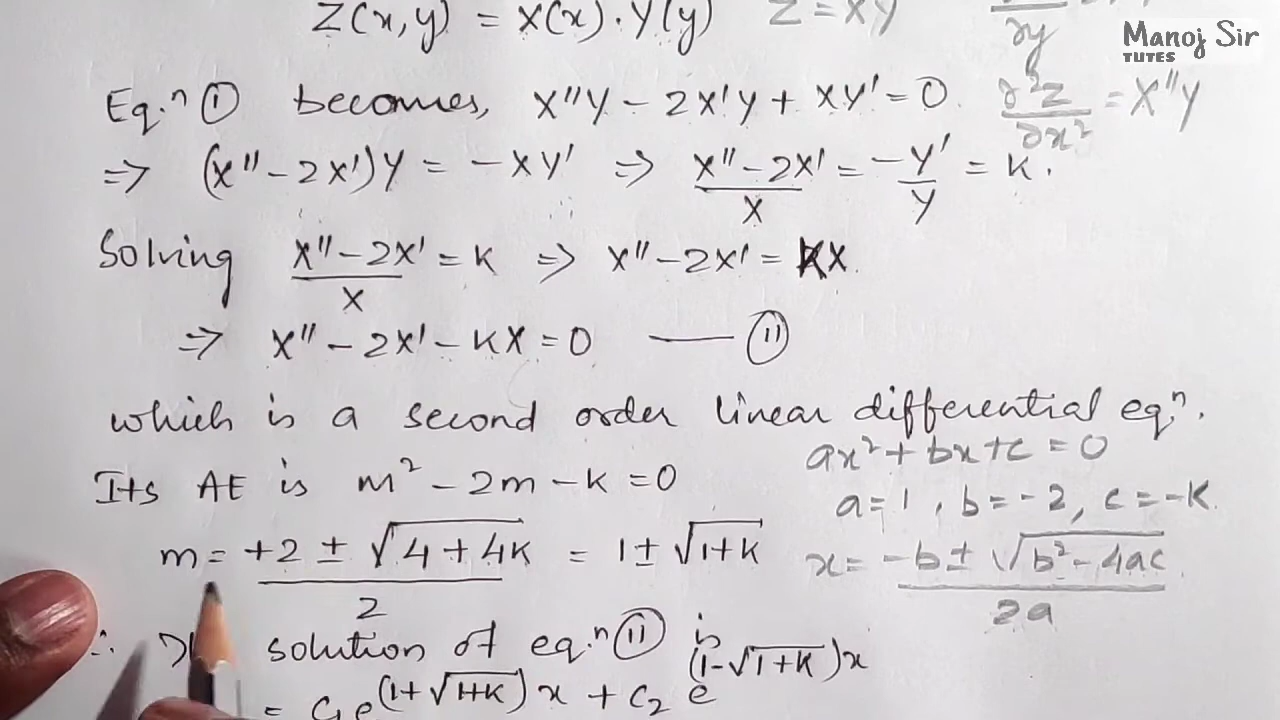 Z(x,y) = X(x).Y(y) Z = XY
∂y
Manoj Sir
TUTES
Eq.ⁿ (1) becomes, X''Y - 2X'Y + XY' = 0 ∂²Z/∂x² = X''Y
=> (X'' - 2X')Y = -XY' => (X'' - 2X')/X = -Y'/Y = K.
Solving (X'' - 2X')/X = K => X'' - 2X' = KX.
=> X'' - 2X' - KX = 0 —— (11)
which is a second order linear differential eq.ⁿ.
ax² + bx + c = 0
Its AE is m² - 2m - K = 0
a = 1, b = -2, c = -K.
m = (+2 ± √(4 + 4K))/2 = 1 ± √(1+K)
x = (-b ± √(b² - 4ac))/2a
∴ solution of eq.ⁿ (11) is
= C₁e^(1+√(1+K))x + C₂ e^(1-√(1+K))x